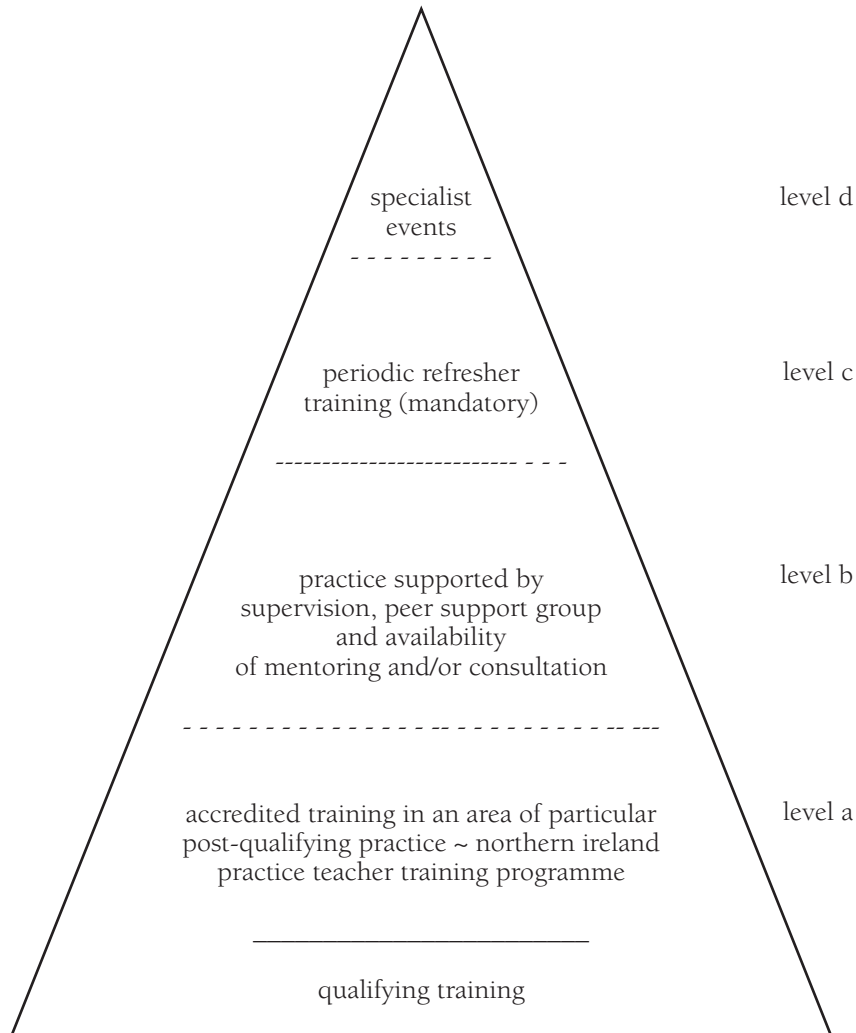 specialist
events
level d
periodic refresher
training (mandatory)
level c
practice supported by
supervision, peer support group
and availability
of mentoring and/or consultation
level b
accredited training in an area of particular
post-qualifying practice ~ northern ireland
practice teacher training programme
level a
qualifying training